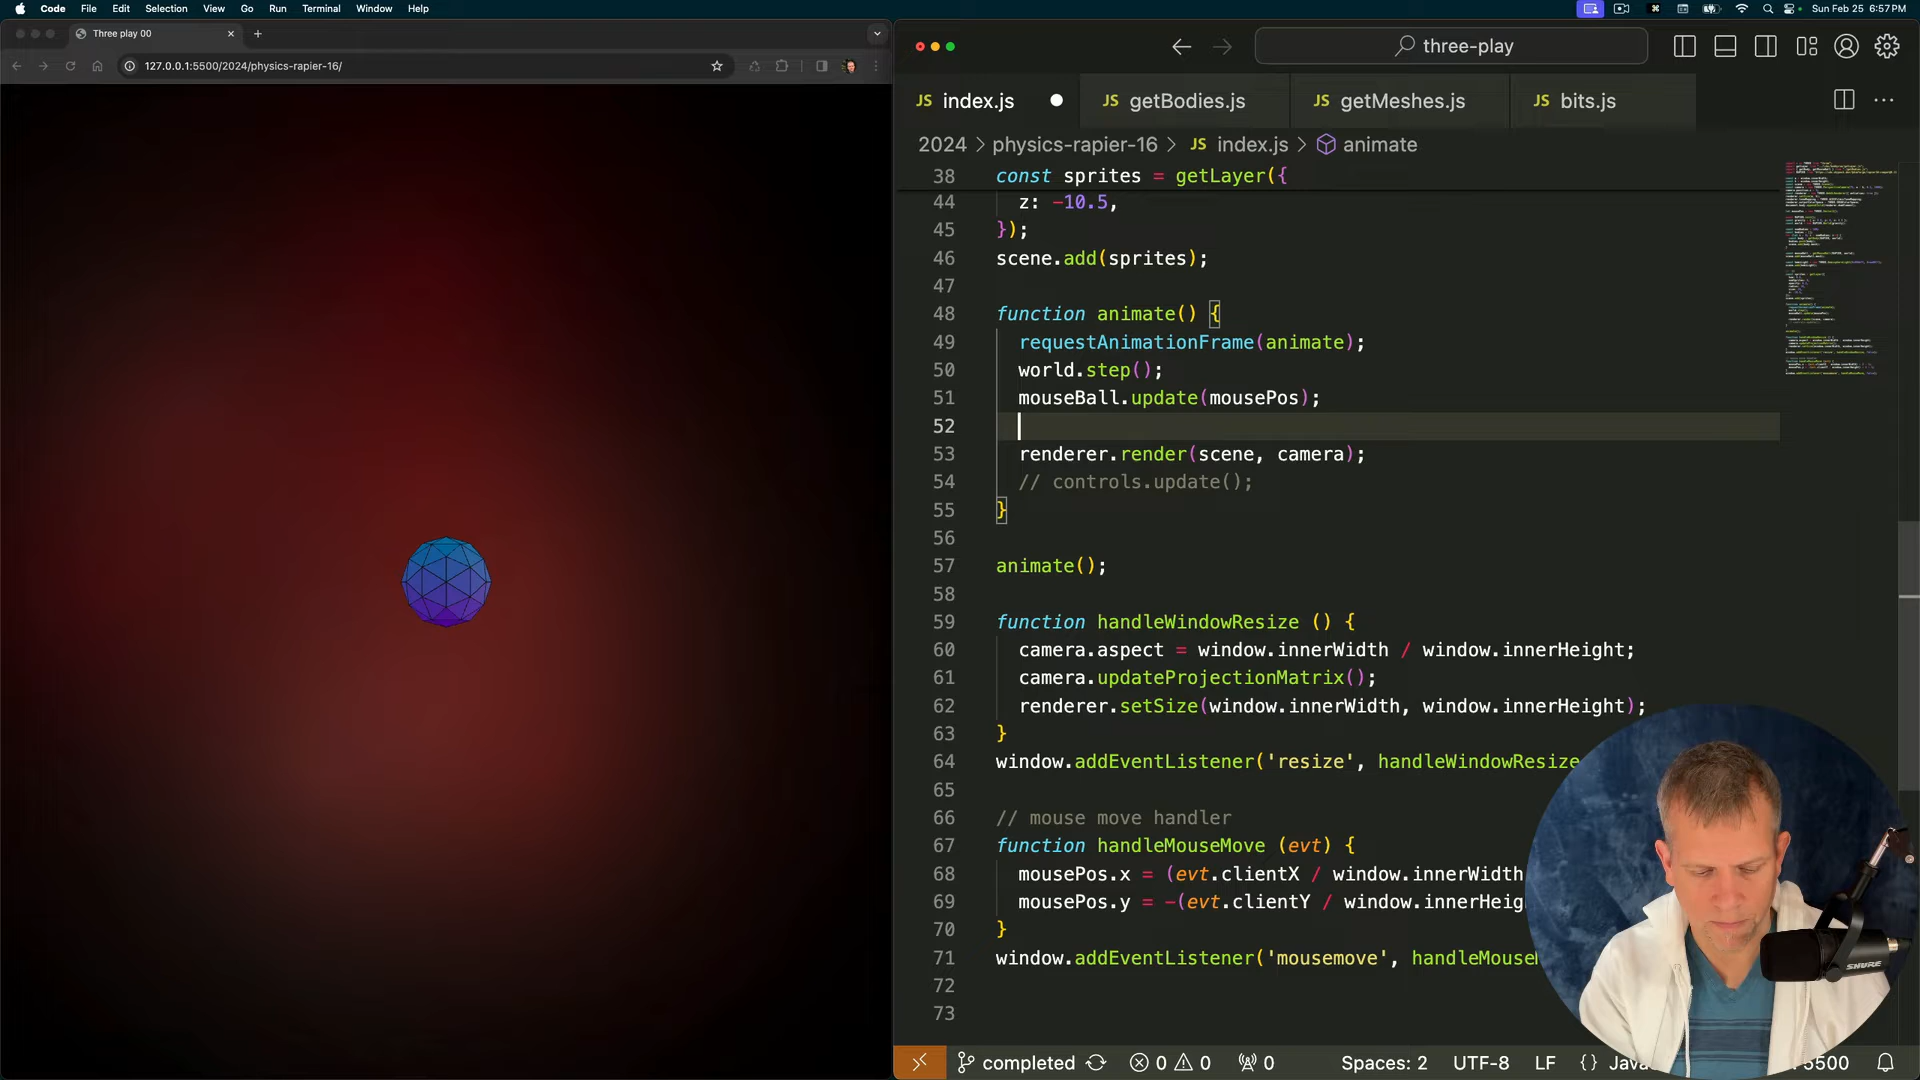 Code File Edit Selection View Go Run Terminal Window Help
Sun Feb 25 6:57 PM
Three play 00
127.0.0.1:5500/2024/physics-rapier-16/
three-play
JS index.js
JS getBodies.js
JS getMeshes.js
JS bits.js
2024 > physics-rapier-16 > JS index.js > animate
38 const sprites = getLayer({
44 z: -10.5,
45 });
46 scene.add(sprites);
47
48 function animate() {
49 requestAnimationFrame(animate);
50 world.step();
51 mouseBall.update(mousePos);
52
53 renderer.render(scene, camera);
54 // controls.update();
55 }
56
57 animate();
58
59 function handleWindowResize () {
60 camera.aspect = window.innerWidth / window.innerHeight;
61 camera.updateProjectionMatrix();
62 renderer.setSize(window.innerWidth, window.innerHeight);
63 }
64 window.addEventListener('resize', handleWindowResize
65
66 // mouse move handler
67 function handleMouseMove (evt) {
68 mousePos.x = (evt.clientX / window.innerWidth
69 mousePos.y = -(evt.clientY / window.innerHeig
70 }
71 window.addEventListener('mousemove', handleMouse
72
73
completed 0 0 0 Spaces: 2 UTF-8 LF {} Jav 5500
SHURE